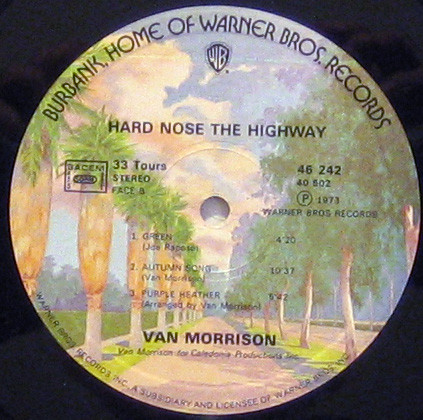 BURBANK, HOME OF WARNER BROS. RECORDS
WB
HARD NOSE THE HIGHWAY
SACEM
33 Tours
STEREO
FACE B
46 242
40 502
Ⓟ 1973
WARNER BROS RECORDS
1. GREEN 4'20
(Joe Raposo)
2. AUTUMN SONG 10'37
(Van Morrison)
3. PURPLE HEATHER 5'42
(Arranged by Van Morrison)
VAN MORRISON
Van Morrison for Caledonia Productions Inc.
WARNER BROS. RECORDS INC. A SUBSIDIARY AND LICENSEE OF WARNER BROS. INC.